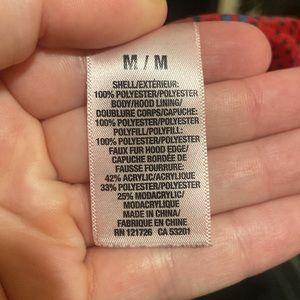 M / M
SHELL/EXTÉRIEUR:
100% POLYESTER/POLYESTER
BODY/HOOD LINING/
DOUBLURE CORPS/CAPUCHE:
100% POLYESTER/POLYESTER
POLYFILL/POLYFILL:
100% POLYESTER/POLYESTER
FAUX FUR HOOD EDGE/
CAPUCHE BORDÉE DE
FAUSSE FOURRURE:
42% ACRYLIC/ACRYLIQUE
33% POLYESTER/POLYESTER
25% MODACRYLIC/
MODACRYLIQUE
MADE IN CHINA/
FABRIQUE EN CHINE
RN 121726 CA 53201